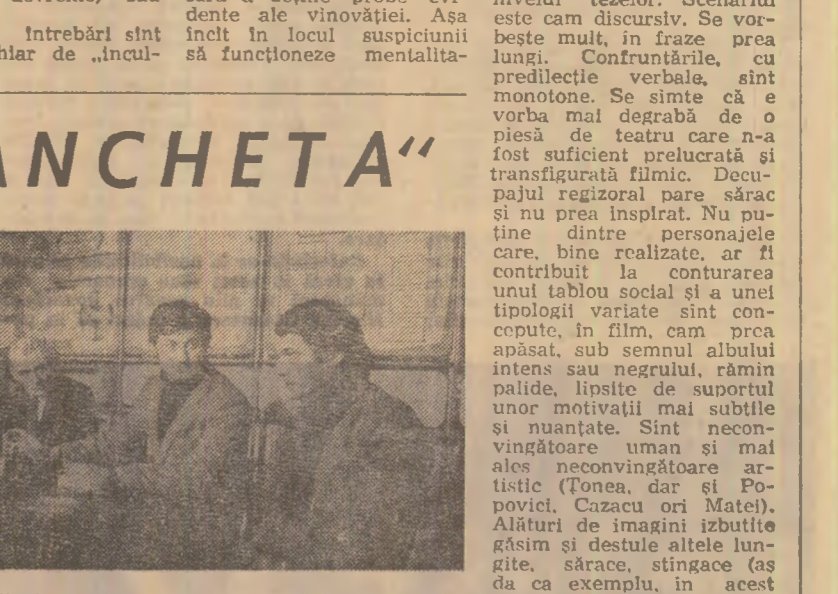 întrebări sînt
hiar de „incul-
dente ale vinovăției. Așa
încît în locul suspiciunii
să funcționeze mentalita-
ANCHETA“
nivelul tezelor. Scenariul
este cam discursiv. Se vor-
bește mult, în fraze prea
lungi. Confruntările, cu
predilecție verbale, sînt
monotone. Se simte că e
vorba mai degrabă de o
piesă de teatru care n-a
fost suficient prelucrată și
transfigurată filmic. Decu-
pajul regizoral pare sărac
și nu prea inspirat. Nu pu-
ține dintre personajele
care, bine realizate, ar fi
contribuit la conturarea
unui tablou social și a unei
tipologii variate sînt con-
cepute, în film, cam prea
apăsat, sub semnul albului
intens sau negrului, rămîn
palide, lipsite de suportul
unor motivații mai subtile
și nuanțate. Sînt necon-
vingătoare uman și mai
ales neconvingătoare ar-
tistic (Țonea, dar și Po-
povici, Cazacu ori Matei).
Alături de imagini izbutite
găsim și destule altele lun-
gite, sărace, stîngace (aș
da ca exemplu, în acest